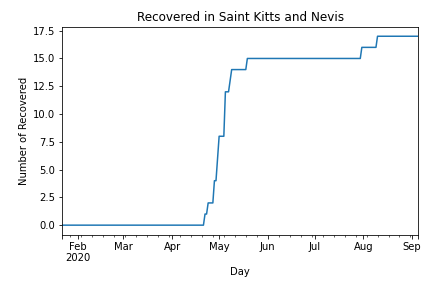 Recovered in Saint Kitts and Nevis
Number of Recovered
17.5
15.0
12.5
10.0
7.5
5.0
2.5
0.0
Feb Mar Apr May Jun Jul Aug Sep
2020
Day